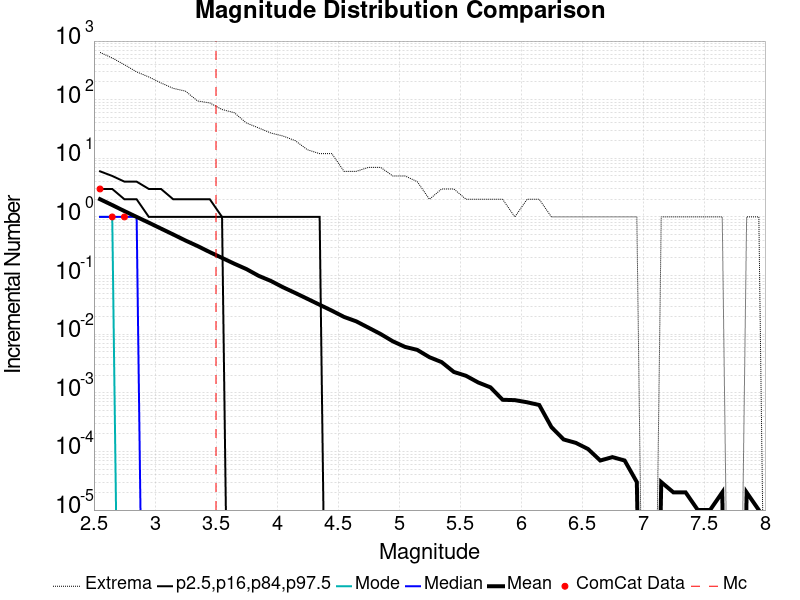 Magnitude Distribution Comparison
10^3
10^2
10^1
10^0
10^-1
10^-2
10^-3
10^-4
10^-5
Incremental Number
2.5 3 3.5 4 4.5 5 5.5 6 6.5 7 7.5 8
Magnitude
Extrema p2.5,p16,p84,p97.5 Mode Median Mean ComCat Data Mc